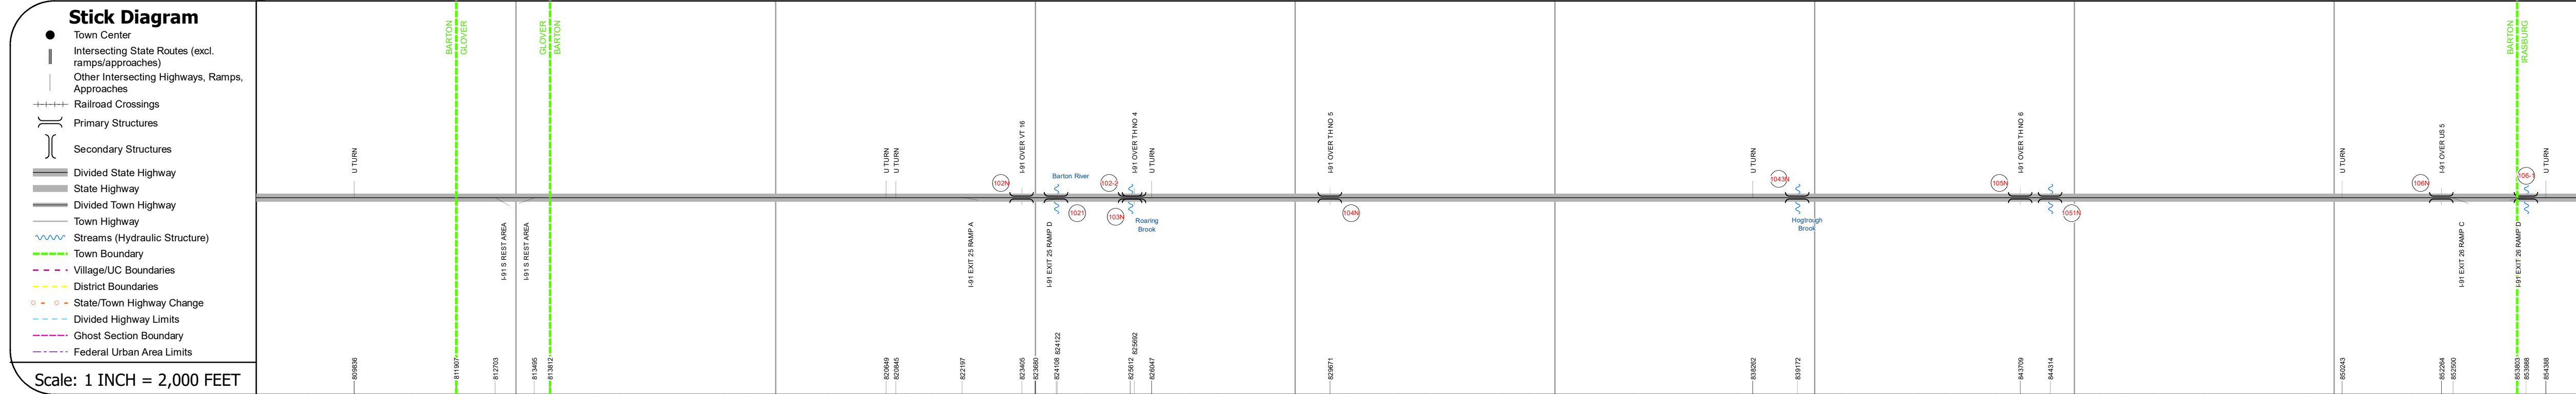 Stick Diagram
Town Center
Intersecting State Routes (excl.
ramps/approaches)
Other Intersecting Highways, Ramps,
Approaches
Railroad Crossings
Primary Structures
Secondary Structures
Divided State Highway
State Highway
Divided Town Highway
Town Highway
Streams (Hydraulic Structure)
Town Boundary
Village/UC Boundaries
District Boundaries
State/Town Highway Change
Divided Highway Limits
Ghost Section Boundary
Federal Urban Area Limits
Scale: 1 INCH = 2,000 FEET
BARTON
GLOVER
GLOVER
BARTON
BARTON
IRASBURG
U TURN
U TURN
U TURN
I-91 OVER VT 16
I-91 OVER TH NO 4
U TURN
I-91 OVER TH NO 5
U TURN
I-91 OVER TH NO 6
U TURN
I-91 OVER US 5
U TURN
102N
Barton River
102-2
1043N
105N
106N
106-1
1021
103N
Roaring
Brook
104N
Hogtrough
Brook
1051N
I-91 S REST AREA
I-91 S REST AREA
I-91 EXIT 25 RAMP A
I-91 EXIT 25 RAMP D
I-91 EXIT 26 RAMP C
I-91 EXIT 26 RAMP D
809836
811907
812703
813495
813812
820649
820845
822197
823405
823680
824108
824122
825612
825692
826047
829671
838262
839172
843709
844314
850243
852264
852500
853803
853988
854388